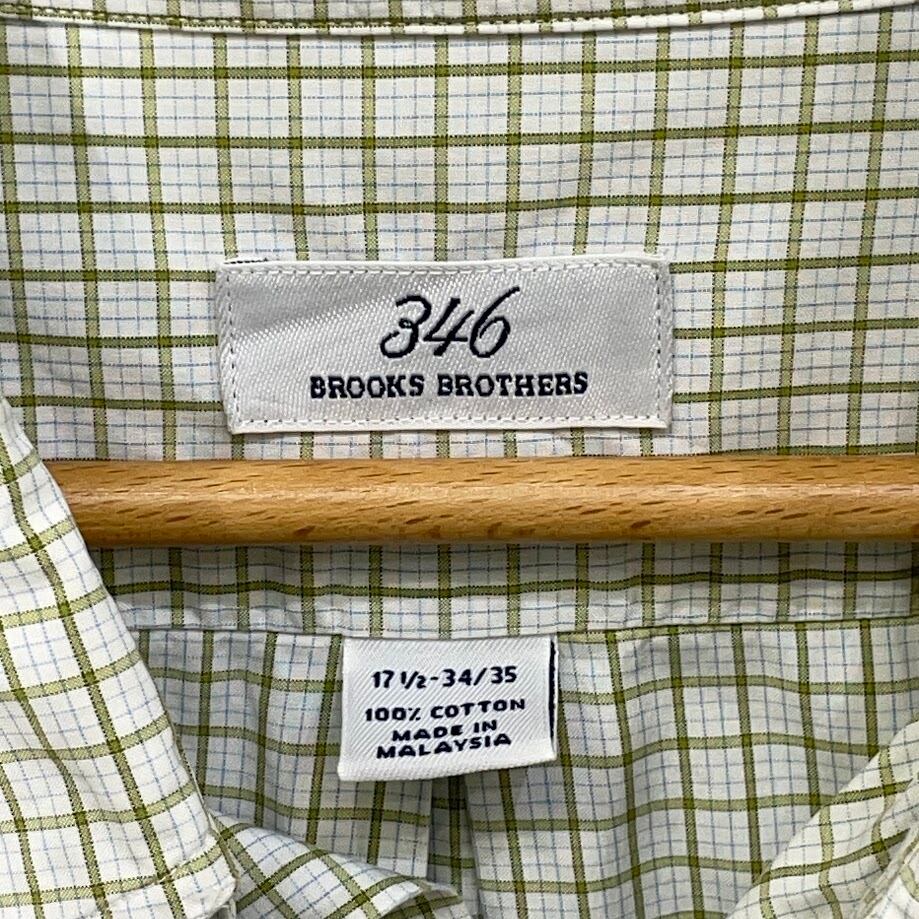 346
BROOKS BROTHERS
17 1/2-34/35
100% COTTON
MADE IN
MALAYSIA